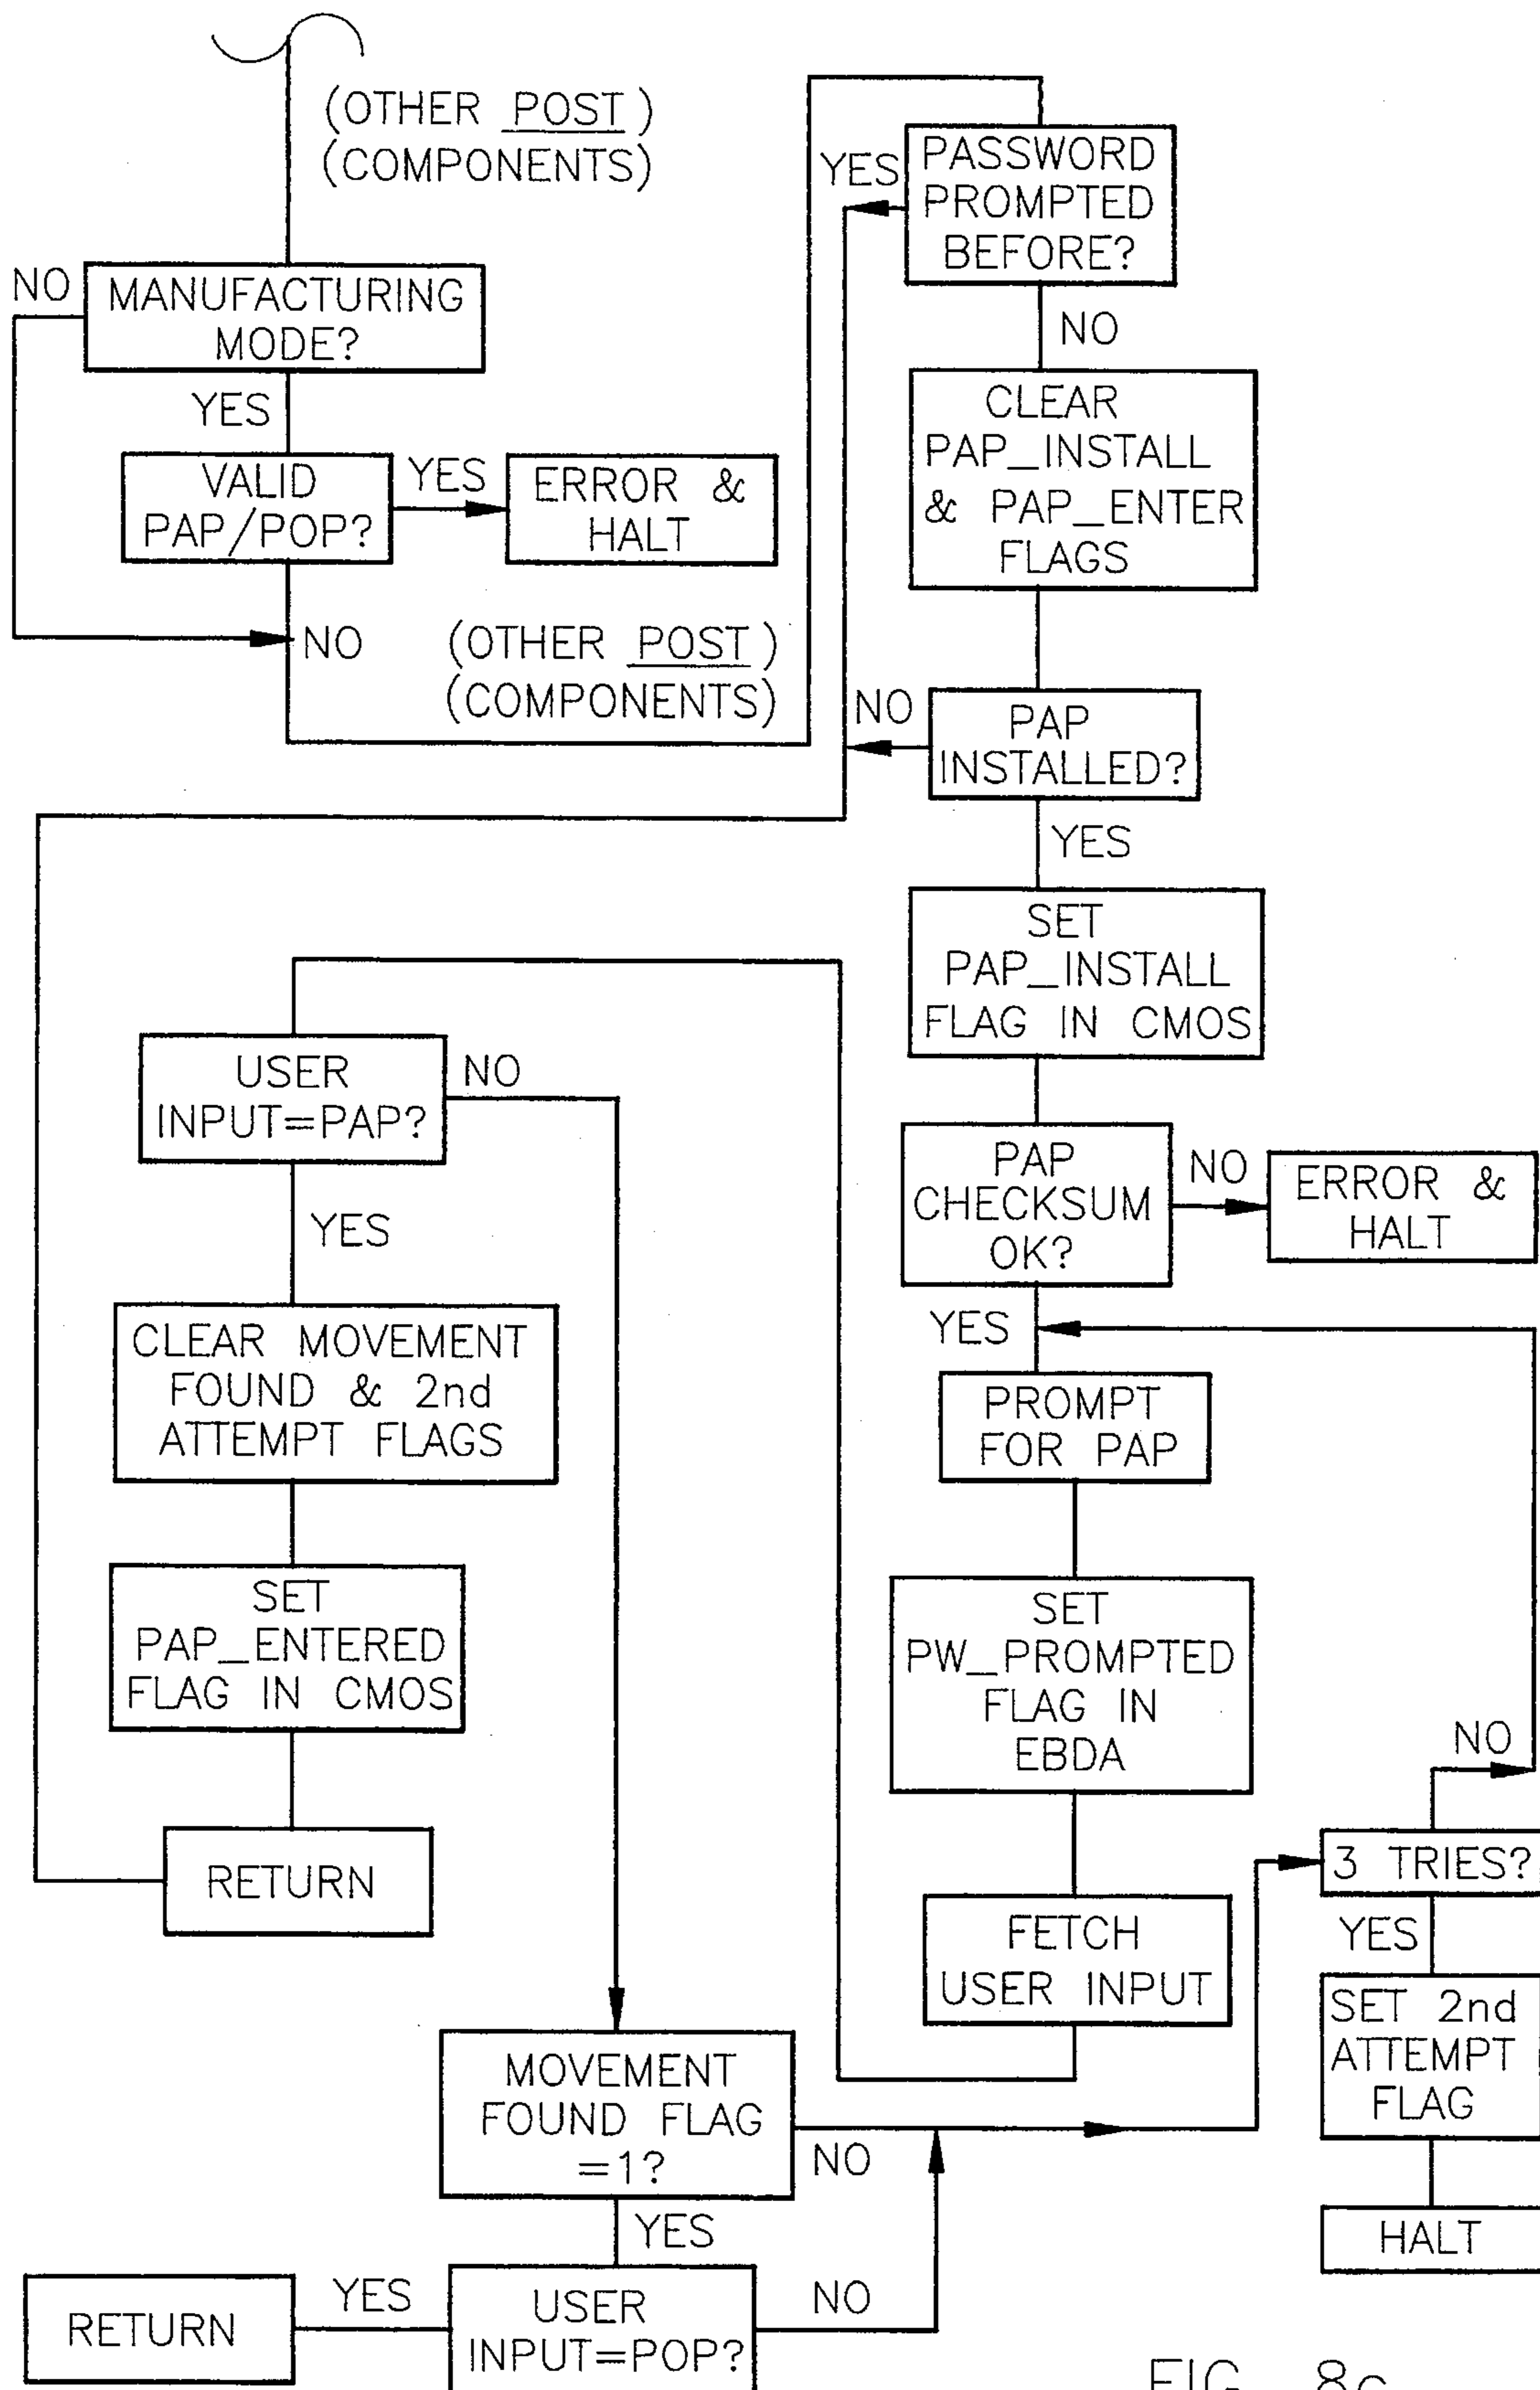 (OTHER POST )
(COMPONENTS)
NO
MANUFACTURING
MODE?
YES
VALID
PAP/POP?
YES
ERROR &
HALT
NO
(OTHER POST )
(COMPONENTS)
YES
PASSWORD
PROMPTED
BEFORE?
NO
CLEAR
PAP_INSTALL
& PAP_ENTER
FLAGS
NO
PAP
INSTALLED?
YES
SET
PAP_INSTALL
FLAG IN CMOS
PAP
CHECKSUM
OK?
NO
ERROR &
HALT
YES
PROMPT
FOR PAP
SET
PW_PROMPTED
FLAG IN
EBDA
FETCH
USER INPUT
USER
INPUT=PAP?
NO
YES
CLEAR MOVEMENT
FOUND & 2nd
ATTEMPT FLAGS
SET
PAP_ENTERED
FLAG IN CMOS
RETURN
MOVEMENT
FOUND FLAG
=1?
NO
YES
USER
INPUT=POP?
YES
RETURN
NO
NO
3 TRIES?
YES
SET 2nd
ATTEMPT
FLAG
HALT
FIG. 8c